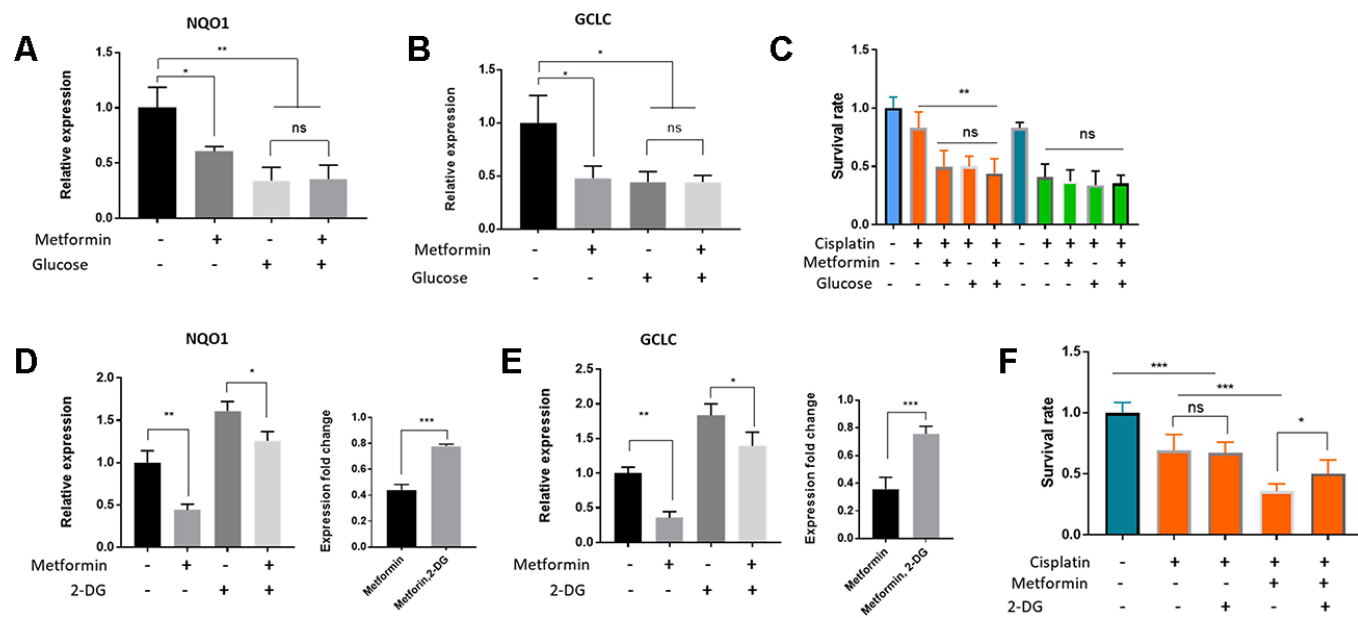 A
NQO1
Relative expression
1.5
1.0
0.5
0.0
**
*
ns
Metformin - + - +
Glucose - - + +
B
GCLC
Relative expression
1.5
1.0
0.5
0.0
*
*
ns
Metformin - + - +
Glucose - - + +
C
Survival rate
1.5
1.0
0.5
0.0
**
ns
ns
Cisplatin - + + + + - + + + +
Metformin - - + - + - - + - +
Glucose - - - + + - - - + +
D
NQO1
Relative expression
2.0
1.5
1.0
0.5
0.0
**
*
Metformin - + - +
2-DG - - + +
Expression fold change
1.0
0.8
0.6
0.4
0.2
0.0
***
Metformin
Metforin,2-DG
E
GCLC
Relative expression
2.5
2.0
1.5
1.0
0.5
0.0
**
*
Metformin - + - +
2-DG - - + +
Expression fold change
1.0
0.8
0.6
0.4
0.2
0.0
***
Metformin
Metformin, 2-DG
F
Survival rate
1.5
1.0
0.5
0.0
***
***
ns
*
Cisplatin - + + + +
Metformin - - - + +
2-DG - - + - +